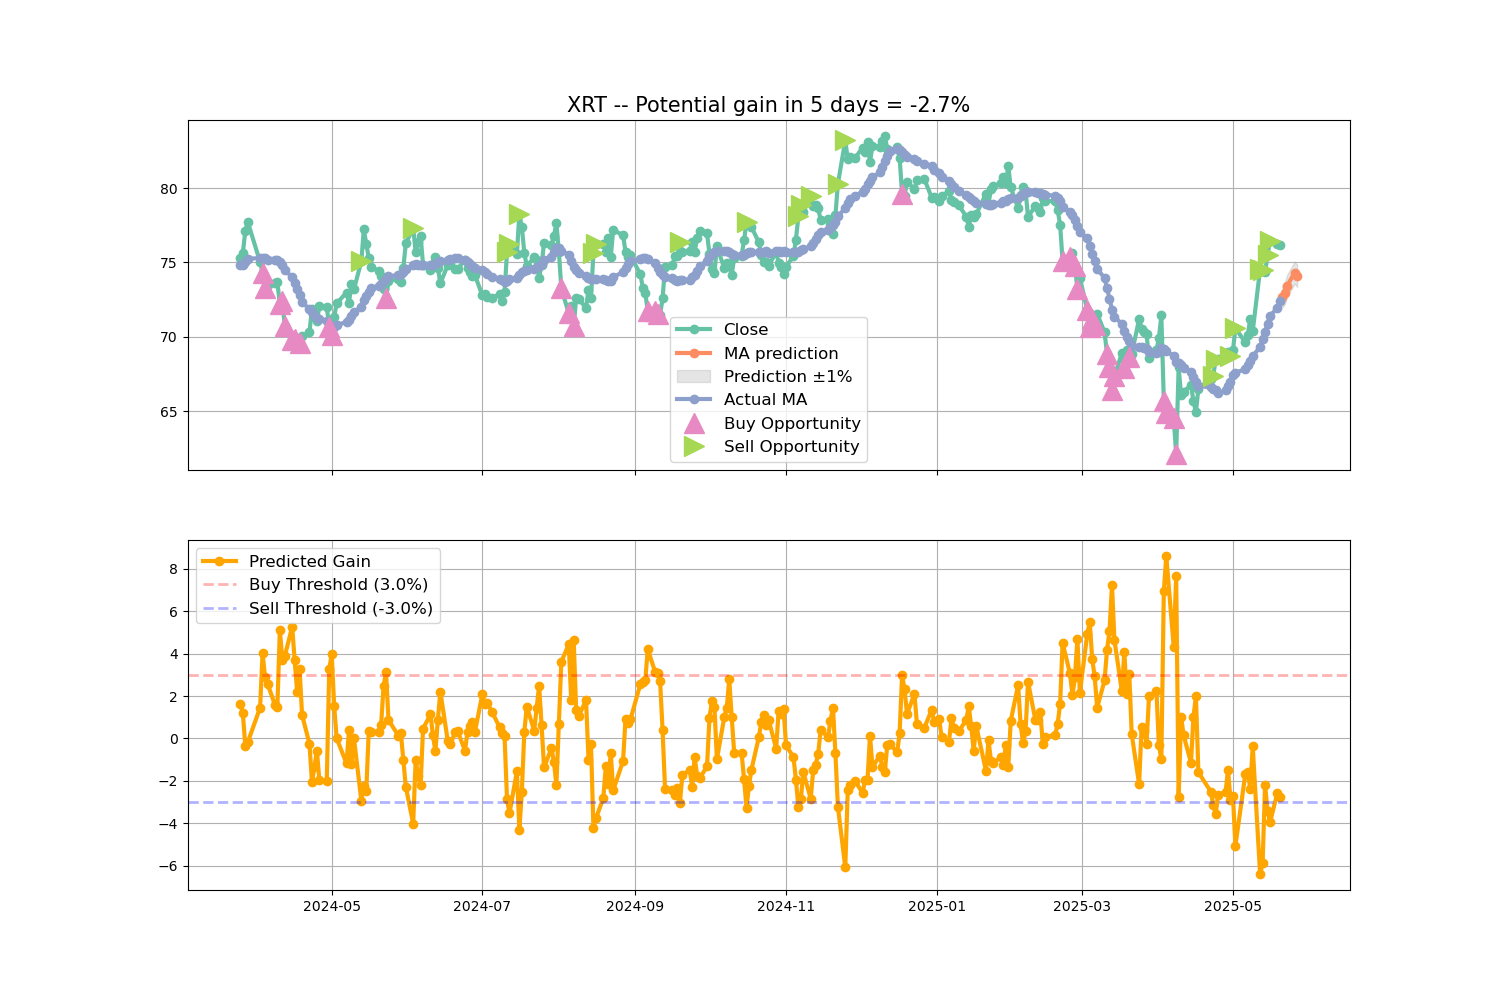 XRT -- Potential gain in 5 days = -2.7%
80
75
70
65
Close
MA prediction
Prediction ±1%
Actual MA
Buy Opportunity
Sell Opportunity
8
6
4
2
0
−2
−4
−6
Predicted Gain
Buy Threshold (3.0%)
Sell Threshold (-3.0%)
2024-05
2024-07
2024-09
2024-11
2025-01
2025-03
2025-05